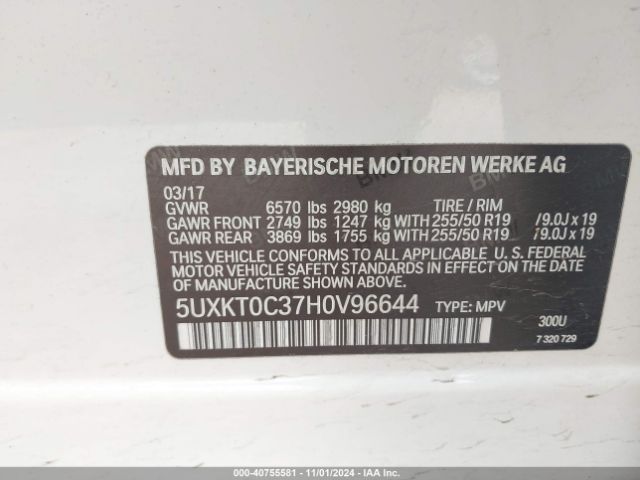 MFD BY BAYERISCHE MOTOREN WERKE AG
03/17
GVWR 6570 lbs 2980 kg TIRE / RIM
GAWR FRONT 2749 lbs 1247 kg WITH 255/50 R19 /9.0J x 19
GAWR REAR 3869 lbs 1755 kg WITH 255/50 R19 /9.0J x 19
THIS VEHICLE CONFORMS TO ALL APPLICABLE U. S. FEDERAL
MOTOR VEHICLE SAFETY STANDARDS IN EFFECT ON THE DATE OF
MANUFACTURE SHOWN ABOVE.
5UXKT0C37H0V96644 TYPE: MPV 300U
7 320 729
000-40755581 - 11/01/2024 - IAAI.com